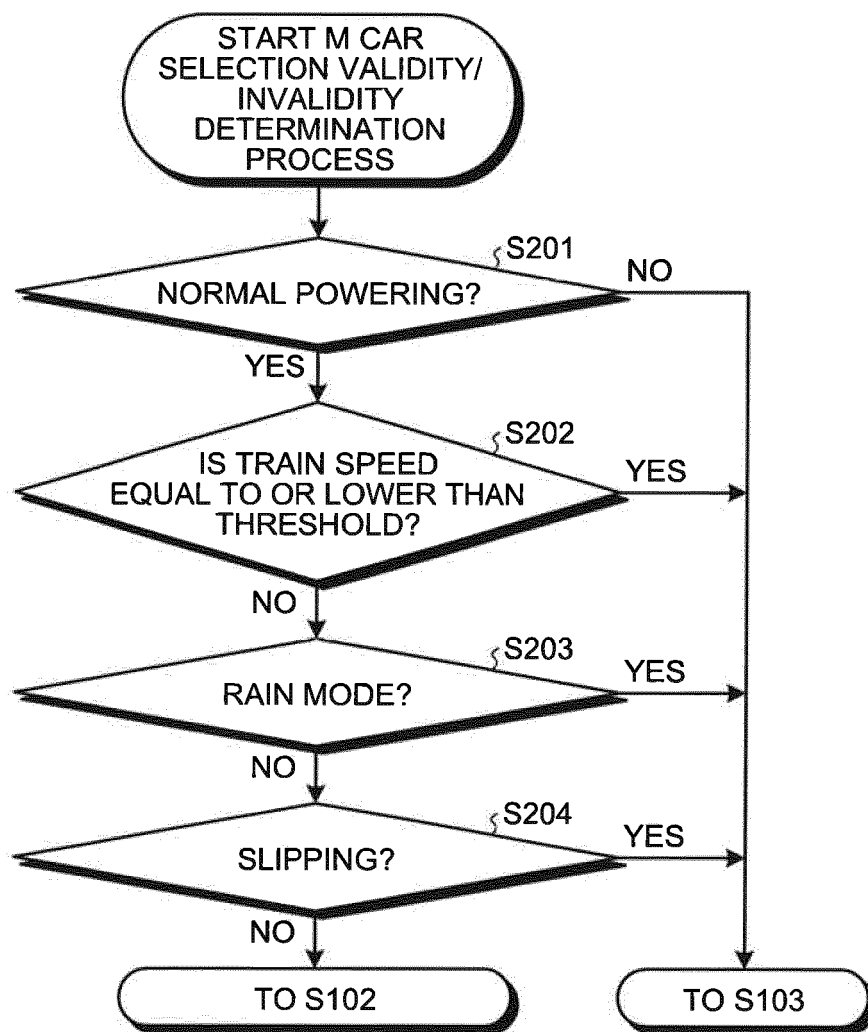 START M CAR
SELECTION VALIDITY/
INVALIDITY
DETERMINATION
PROCESS
S201
NORMAL POWERING?
NO
YES
S202
IS TRAIN SPEED
EQUAL TO OR LOWER THAN
THRESHOLD?
YES
NO
S203
RAIN MODE?
YES
NO
S204
SLIPPING?
YES
NO
TO S102
TO S103